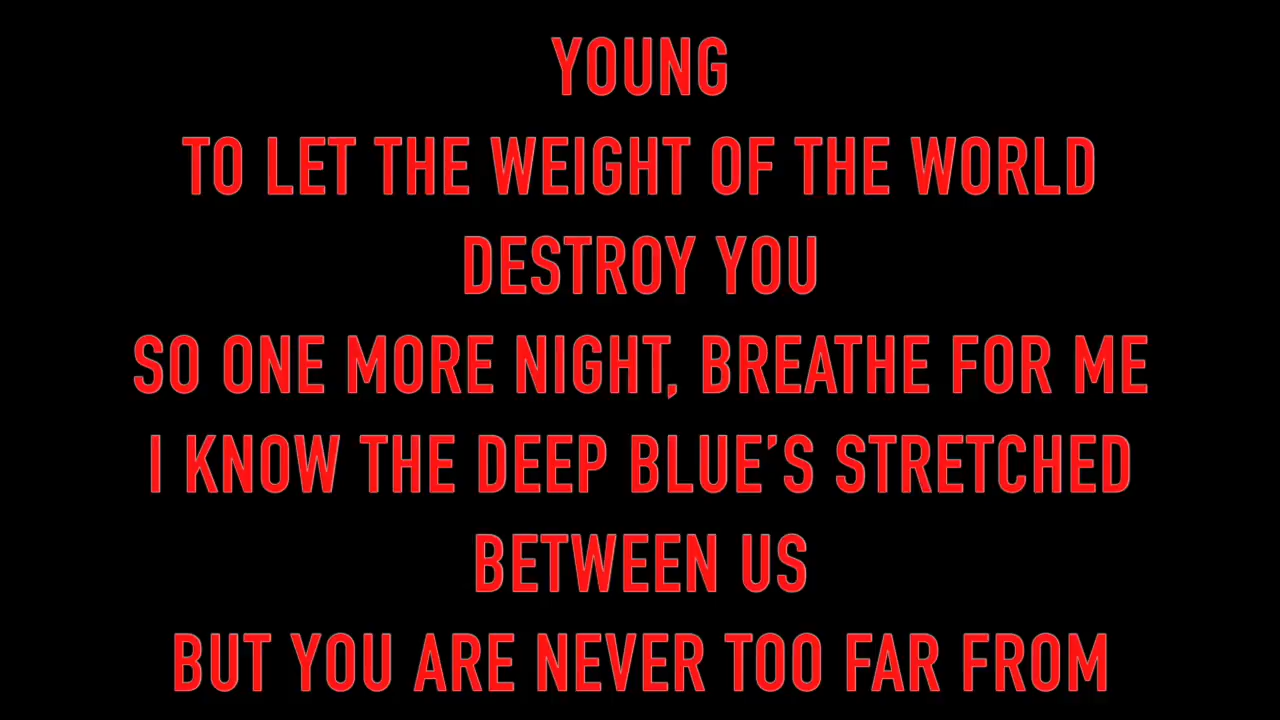 YOUNG
TO LET THE WEIGHT OF THE WORLD
DESTROY YOU
SO ONE MORE NIGHT, BREATHE FOR ME
I KNOW THE DEEP BLUE’S STRETCHED
BETWEEN US
BUT YOU ARE NEVER TOO FAR FROM